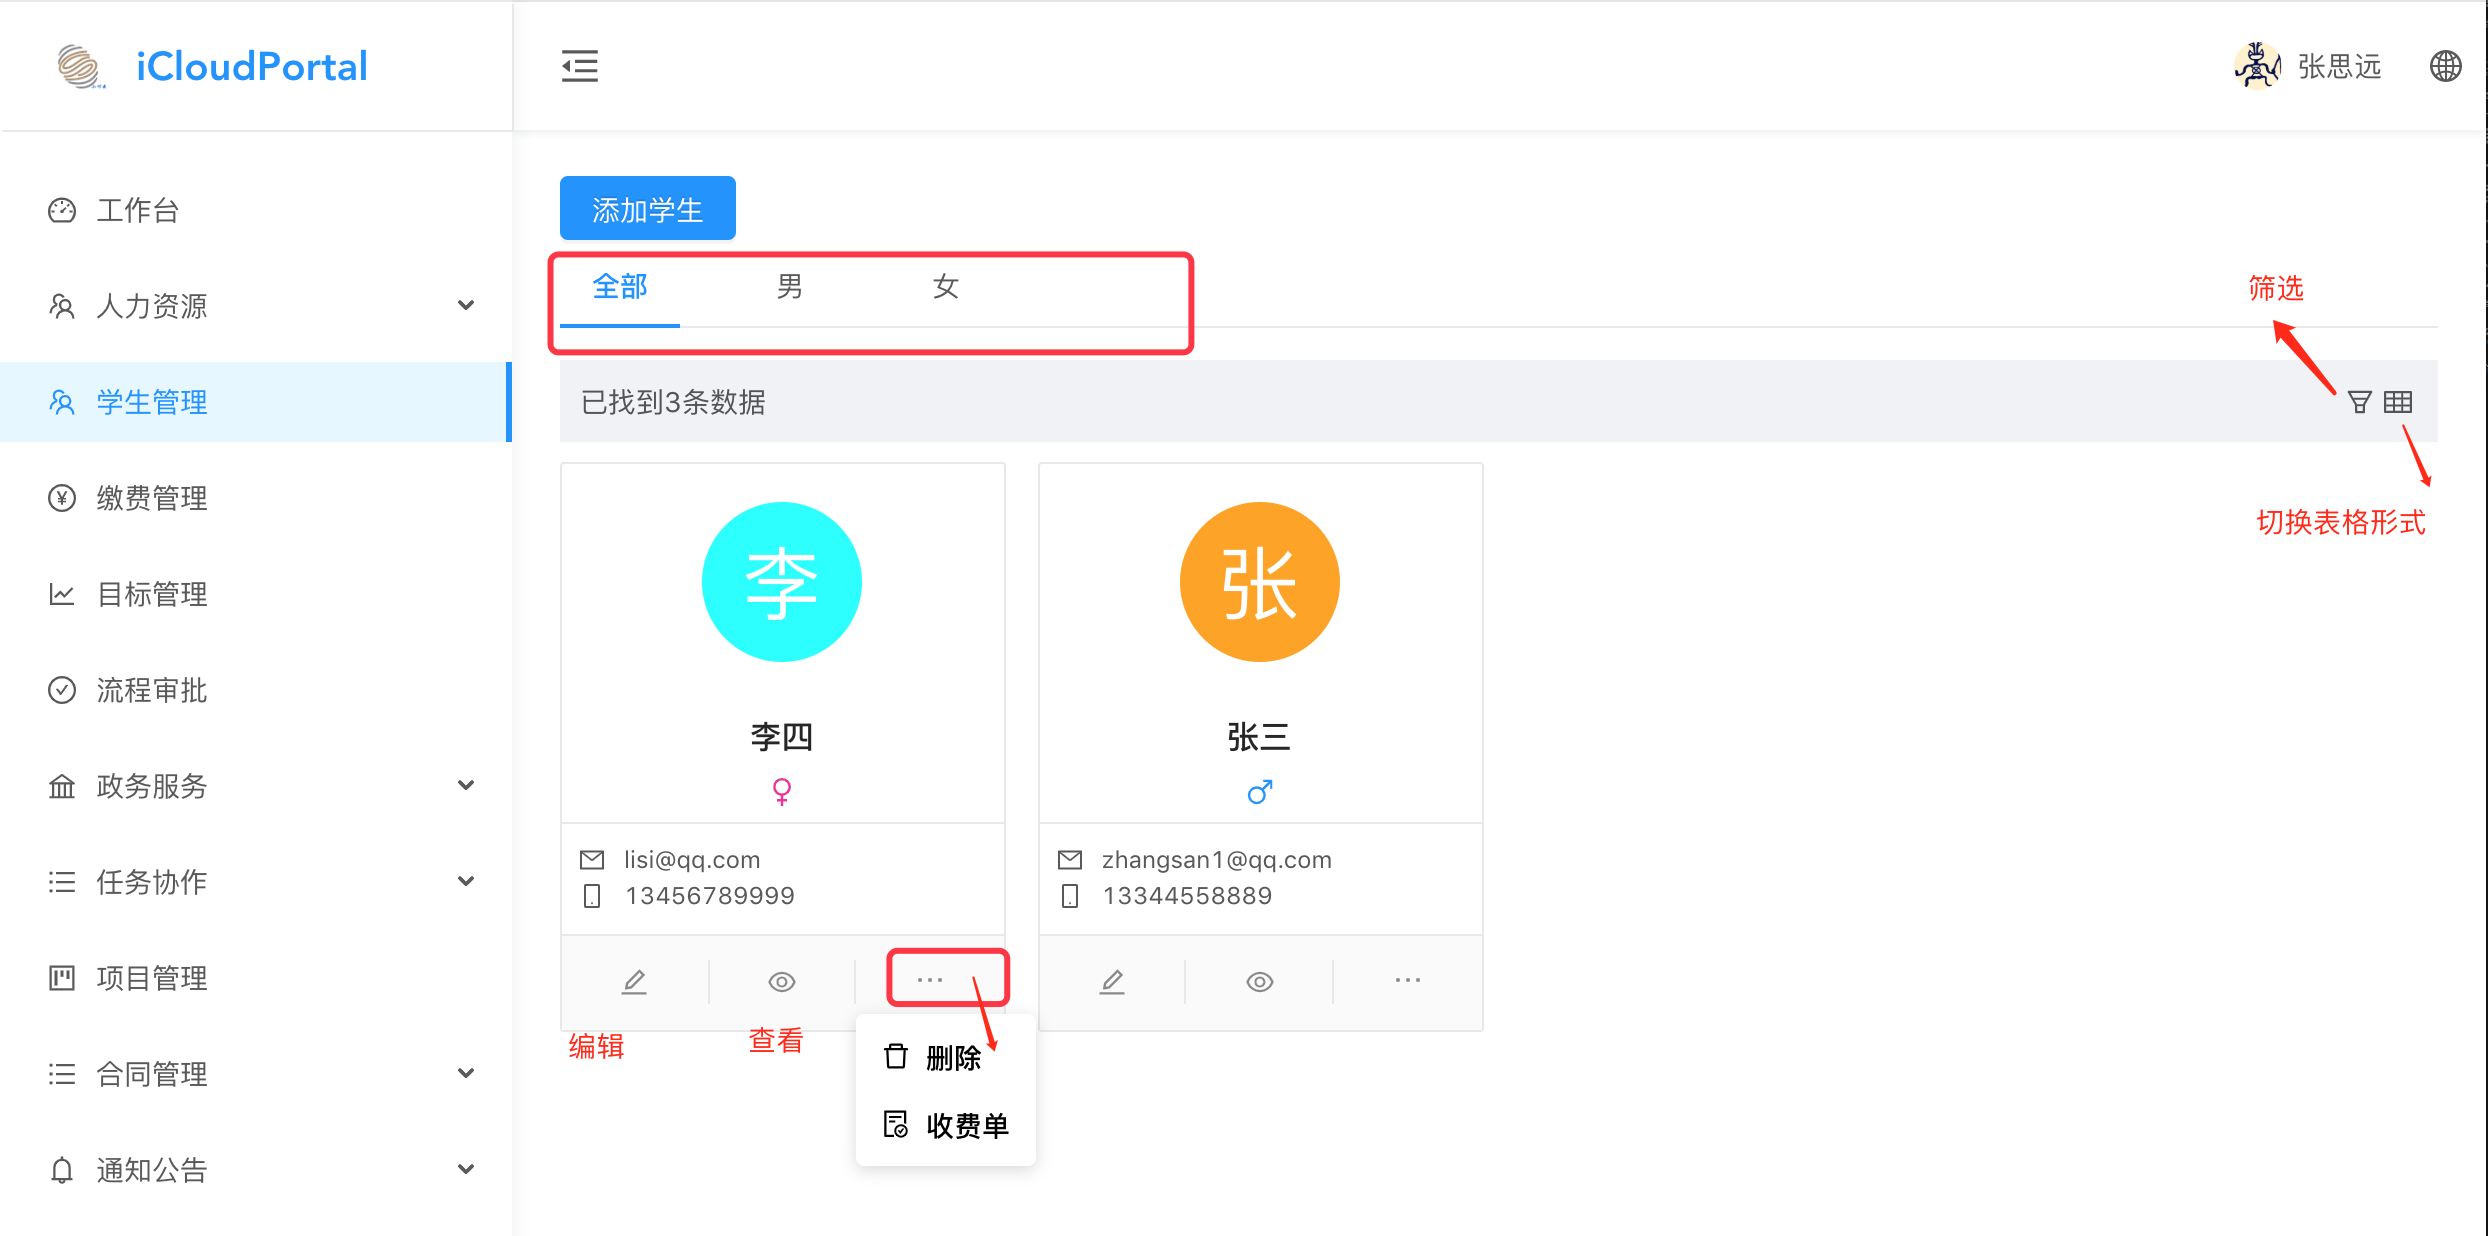 iCloudPortal
张思远
工作台
人力资源
学生管理
缴费管理
目标管理
流程审批
政务服务
任务协作
项目管理
合同管理
通知公告
添加学生
全部 男 女
筛选
已找到3条数据
切换表格形式
李
李四
lisi@qq.com
13456789999
张
张三
zhangsan1@qq.com
13344558889
编辑
查看
删除
收费单